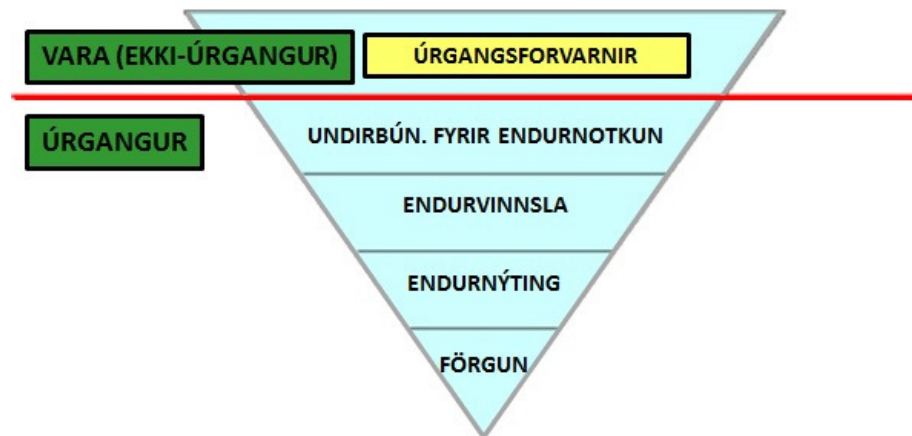 VARA (EKKI-ÚRGANGUR)
ÚRGANGSFORVARNIR
ÚRGANGUR
UNDIRBÚN. FYRIR ENDURNOTKUN
ENDURVINNSLA
ENDURNÝTING
FÖRGUN